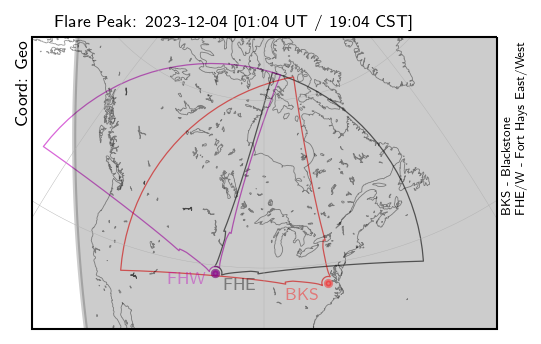 Flare Peak: 2023-12-04 [01:04 UT / 19:04 CST]
Coord: Geo
FHW
FHE
BKS
BKS - Blackstone
FHE/W - Fort Hays East/West